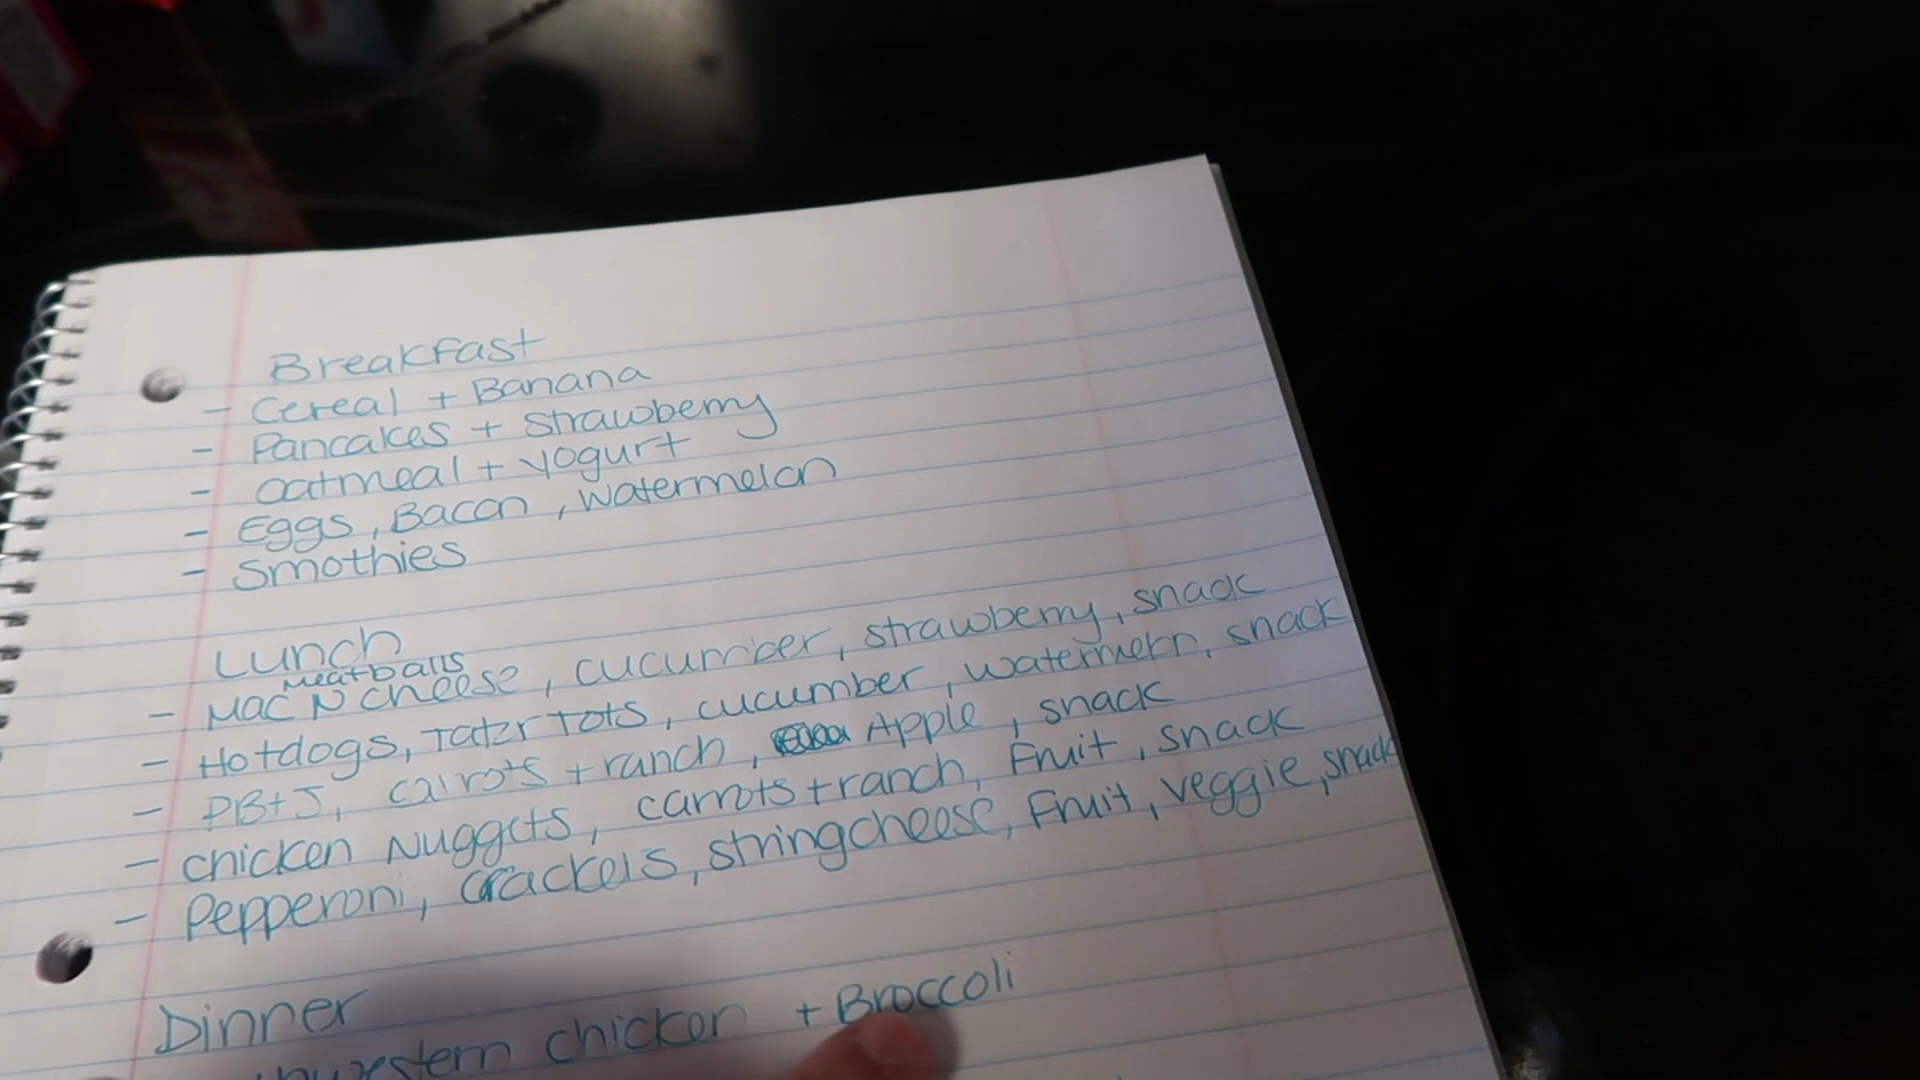 Breakfast
- Cereal + Banana
- Pancakes + Strawberry
- Oatmeal + yogurt
- Eggs, Bacon, watermelon
- Smothies
Lunch
meatballs
- Mac N cheese, cucumber, strawberry, snack
- Hotdogs, Tater Tots, cucumber, watermeln, snack
- PB+J, carrots + ranch, Apple, snack
- chicken Nuggets, carrots + ranch, Fruit, snack
- Pepperoni, crackers, stringcheese, Fruit, veggie, snack
Dinner
chicken + Broccoli